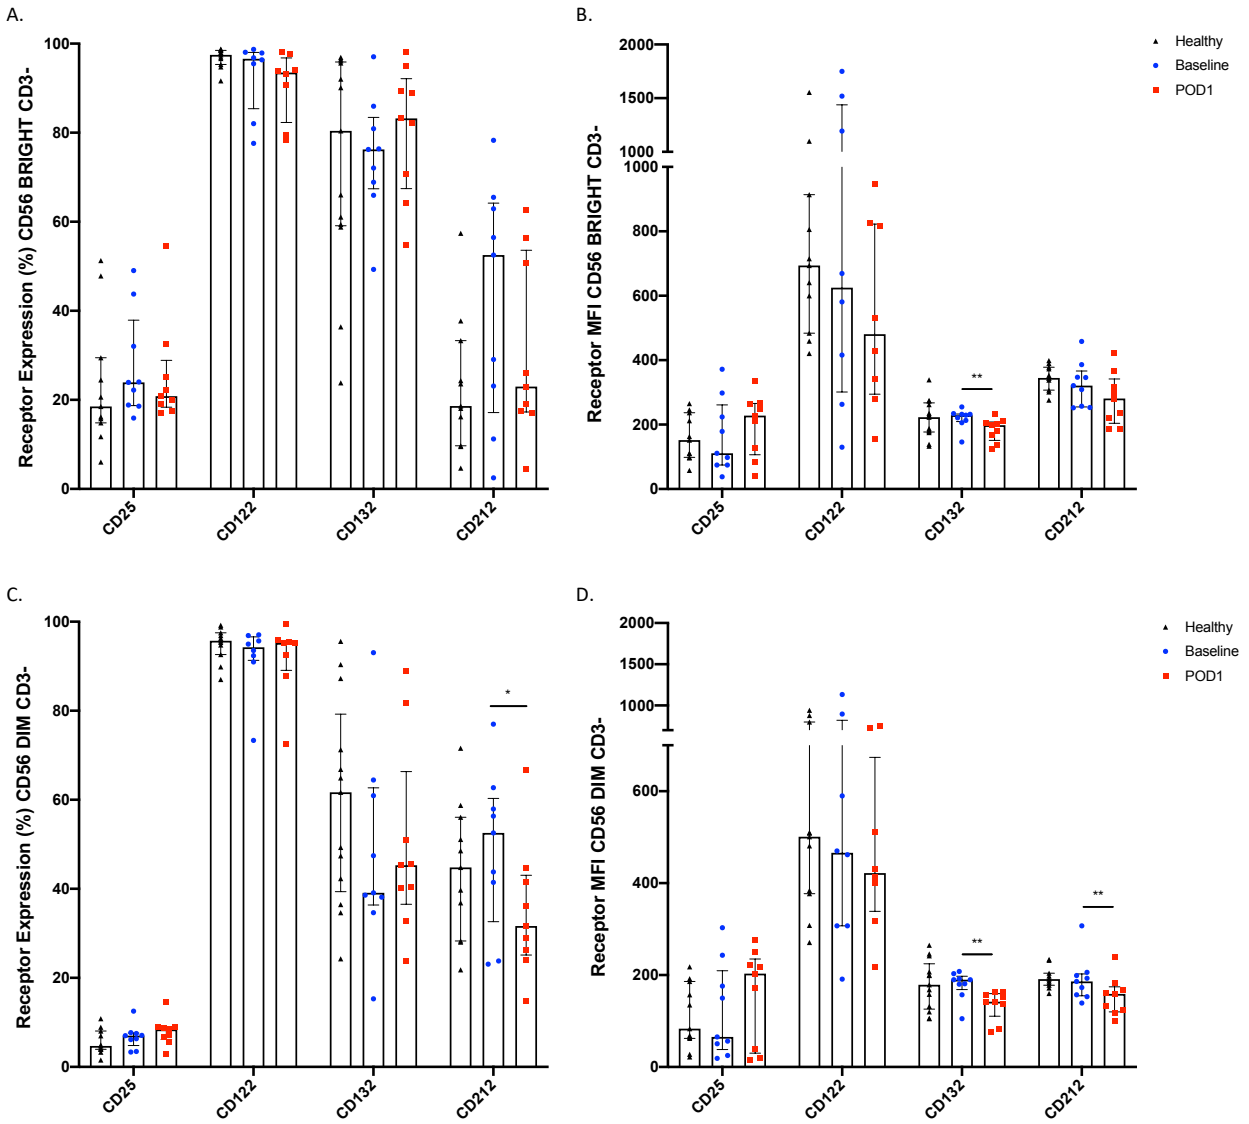 A.
Receptor Expression (%) CD56 BRIGHT CD3-
100
80
60
40
20
0
CD25
CD122
CD132
CD212
B.
Receptor MFI CD56 BRIGHT CD3-
2000
1500
1000
1000
800
600
400
200
0
**
CD25
CD122
CD132
CD212
Healthy
Baseline
POD1
C.
Receptor Expression (%) CD56 DIM CD3-
100
80
60
40
20
0
*
CD25
CD122
CD132
CD212
D.
Receptor MFI CD56 DIM CD3-
2000
1500
1000
600
400
200
0
**
**
CD25
CD122
CD132
CD212
Healthy
Baseline
POD1